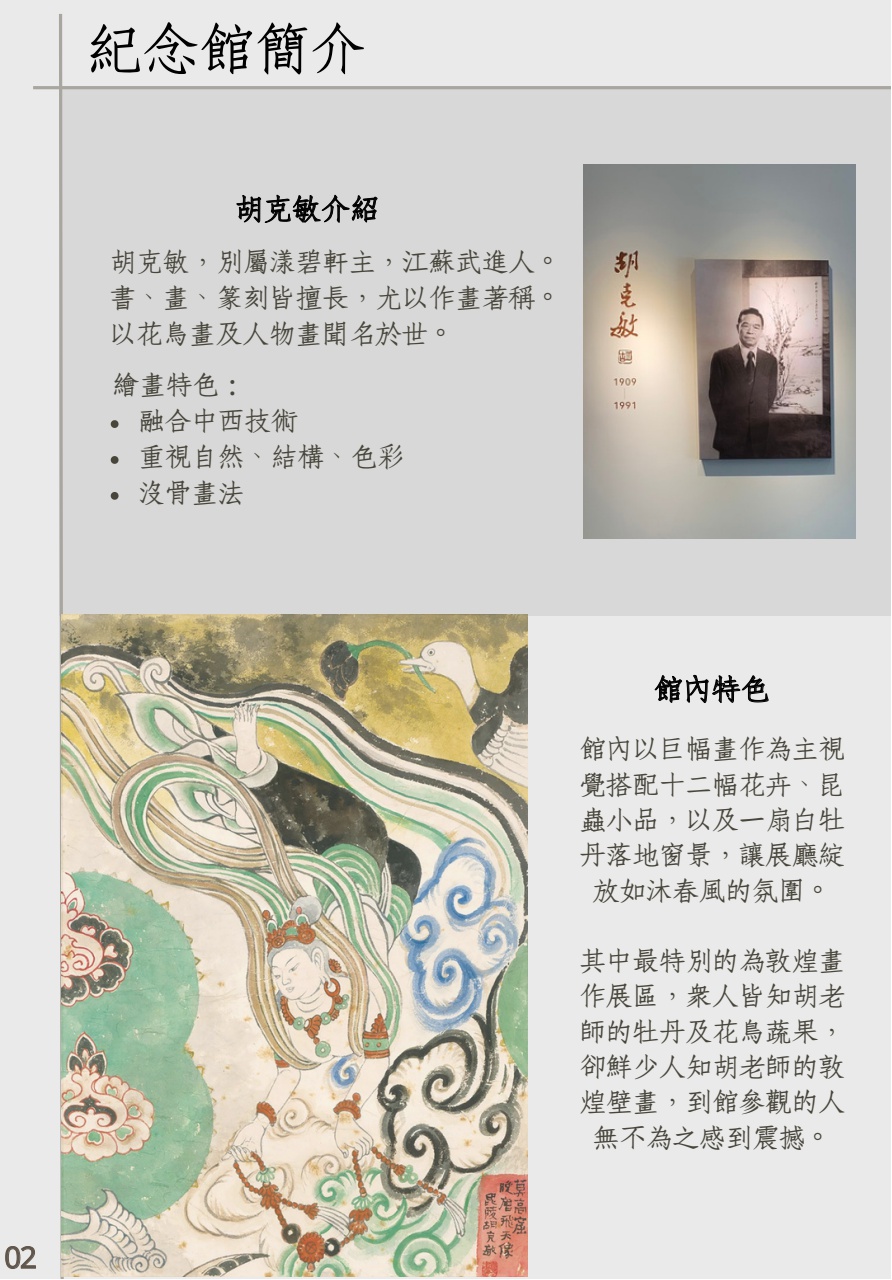 紀念館簡介
胡克敏介紹
胡克敏，別屬漾碧軒主，江蘇武進人。
書、畫、篆刻皆擅長，尤以作畫著稱。
以花鳥畫及人物畫聞名於世。
繪畫特色：
• 融合中西技術
• 重視自然、結構、色彩
• 沒骨畫法
胡克敏
1909
1991
館內特色
館內以巨幅畫作為主視
覺搭配十二幅花卉、昆
蟲小品，以及一扇白牡
丹落地窗景，讓展廳綻
放如沐春風的氛圍。
其中最特別的為敦煌畫
作展區，衆人皆知胡老
師的牡丹及花鳥蔬果，
卻鮮少人知胡老師的敦
煌壁畫，到館參觀的人
無不為之感到震撼。
莫高窟
飛天像
毘陵胡克敏
02